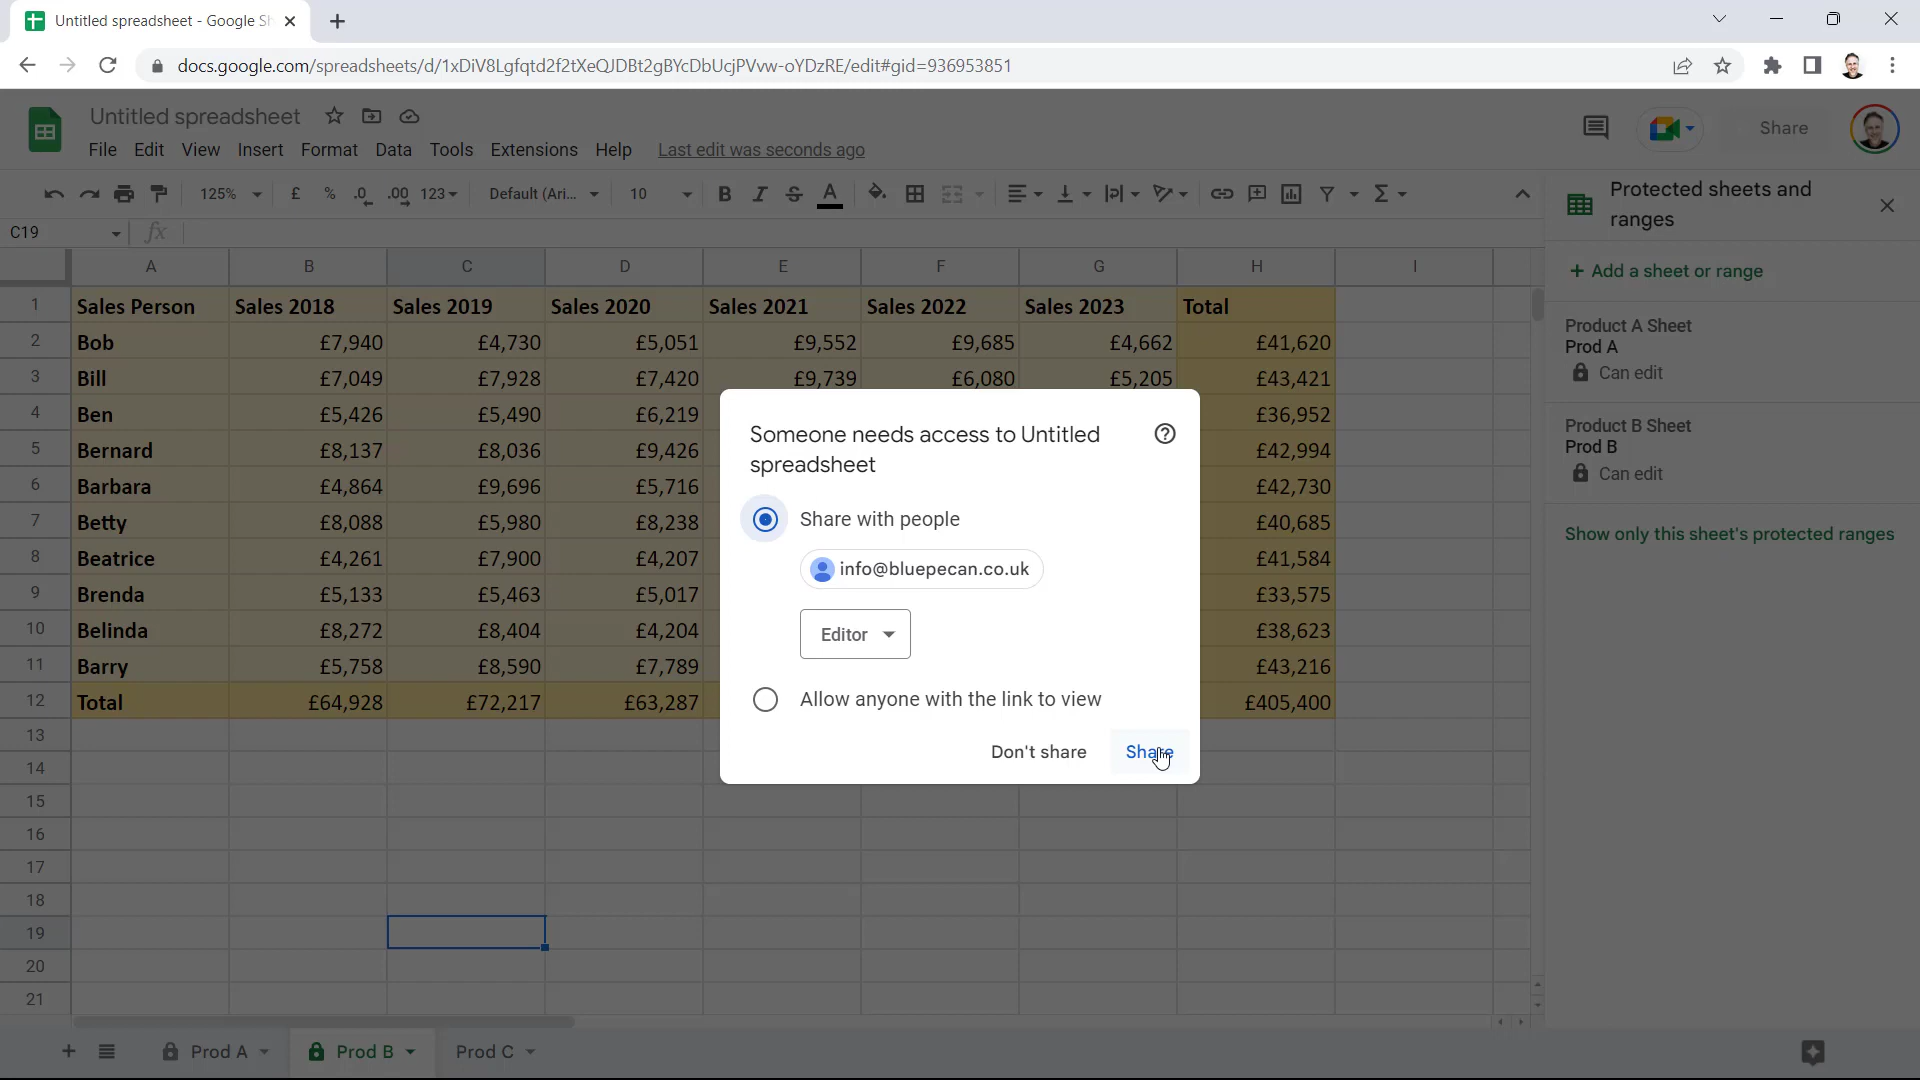 Untitled spreadsheet - Google Sh
docs.google.com/spreadsheets/d/1xDiV8Lgfqtd2f2tXeQJDBt2gBYcDbUcjPVvw-oYDzRE/edit#gid=936953851
Untitled spreadsheet
File Edit View Insert Format Data Tools Extensions Help Last edit was seconds ago
Share
125% £ % .0 .00 123 Default (Ari... 10 B I S A Σ
C19 fx
A B C D E F G H I
1 Sales Person Sales 2018 Sales 2019 Sales 2020 Sales 2021 Sales 2022 Sales 2023 Total
2 Bob £7,940 £4,730 £5,051 £9,552 £9,685 £4,662 £41,620
3 Bill £7,049 £7,928 £7,420 £9,739 £6,080 £5,205 £43,421
4 Ben £5,426 £5,490 £6,219 £36,952
5 Bernard £8,137 £8,036 £9,426 £42,994
6 Barbara £4,864 £9,696 £5,716 £42,730
7 Betty £8,088 £5,980 £8,238 £40,685
8 Beatrice £4,261 £7,900 £4,207 £41,584
9 Brenda £5,133 £5,463 £5,017 £33,575
10 Belinda £8,272 £8,404 £4,204 £38,623
11 Barry £5,758 £8,590 £7,789 £43,216
12 Total £64,928 £72,217 £63,287 £405,400
13
14
15
16
17
18
19
20
21
Someone needs access to Untitled
spreadsheet
Share with people
info@bluepecan.co.uk
Editor
Allow anyone with the link to view
Don't share Share
Protected sheets and
ranges
+ Add a sheet or range
Product A Sheet
Prod A
Can edit
Product B Sheet
Prod B
Can edit
Show only this sheet's protected ranges
Prod A Prod B Prod C